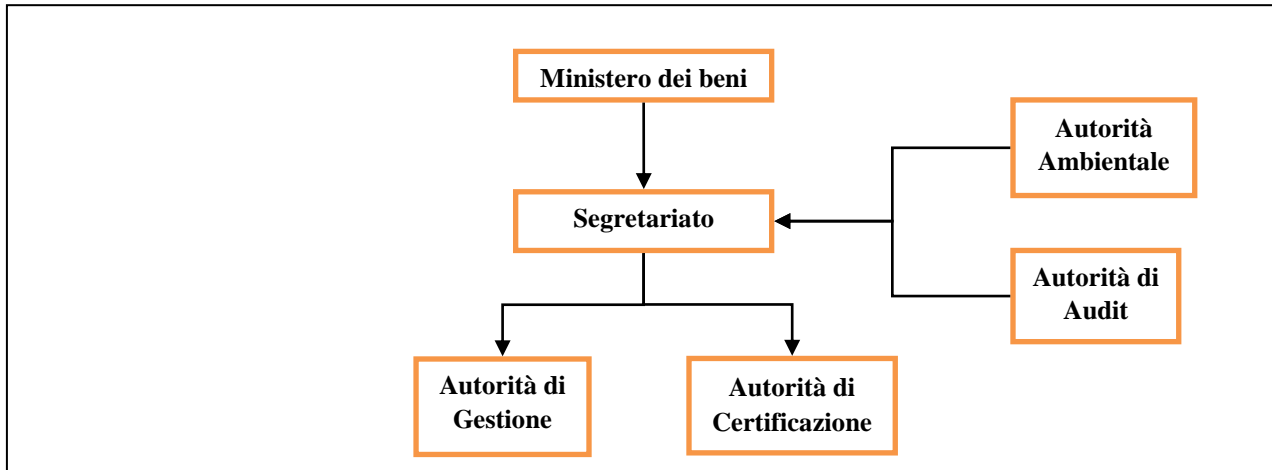 Ministero dei beni
Autorità
Ambientale
Segretariato
Autorità di
Audit
Autorità di
Gestione
Autorità di
Certificazione